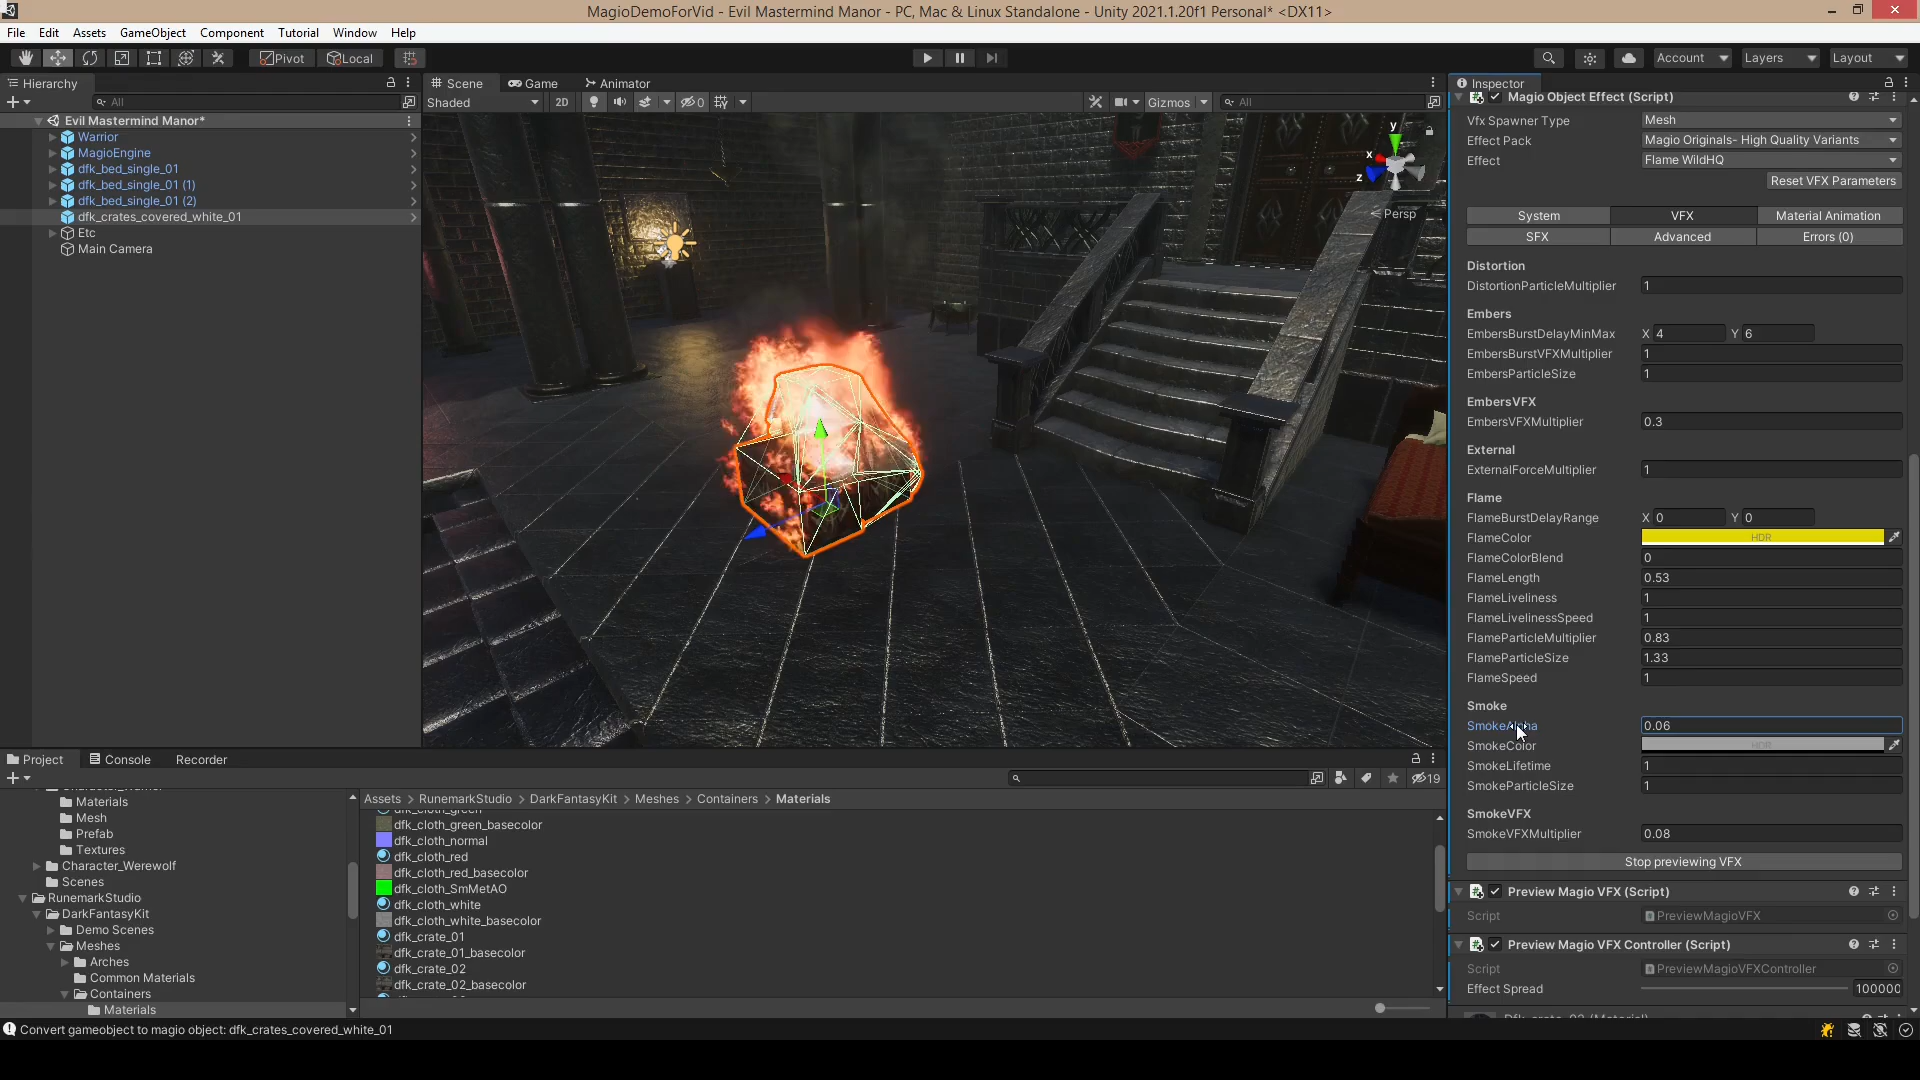 MagioDemoForVid - Evil Mastermind Manor - PC, Mac & Linux Standalone - Unity 2021.1.20f1 Personal* <DX11>
File Edit Assets GameObject Component Tutorial Window Help
Pivot Local Account Layers Layout
Hierarchy
All
Evil Mastermind Manor*
Warrior
MagioEngine
dfk_bed_single_01
dfk_bed_single_01 (1)
dfk_bed_single_01 (2)
dfk_crates_covered_white_01
Etc
Main Camera
Scene Game Animator
Shaded 2D 0 Gizmos All
y
x
z
Persp
Inspector
Magio Object Effect (Script)
Vfx Spawner Type Mesh
Effect Pack Magio Originals- High Quality Variants
Effect Flame WildHQ
Reset VFX Parameters
System VFX Material Animation
SFX Advanced Errors (0)
Distortion
DistortionParticleMultiplier 1
Embers
EmbersBurstDelayMinMax X 4 Y 6
EmbersBurstVFXMultiplier 1
EmbersParticleSize 1
EmbersVFX
EmbersVFXMultiplier 0.3
External
ExternalForceMultiplier 1
Flame
FlameBurstDelayRange X 0 Y 0
FlameColor HDR
FlameColorBlend 0
FlameLength 0.53
FlameLiveliness 1
FlameLivelinessSpeed 1
FlameParticleMultiplier 0.83
FlameParticleSize 1.33
FlameSpeed 1
Smoke
0.06
SmokeColor HDR
SmokeLifetime 1
SmokeParticleSize 1
SmokeVFX
SmokeVFXMultiplier 0.08
Stop previewing VFX
Preview Magio VFX (Script)
Script PreviewMagioVFX
Preview Magio VFX Controller (Script)
Script PreviewMagioVFXController
Effect Spread 100000
Project Console Recorder
19
Materials
Mesh
Prefab
Textures
Character_Werewolf
Scenes
RunemarkStudio
DarkFantasyKit
Demo Scenes
Meshes
Arches
Common Materials
Containers
Materials
Assets > RunemarkStudio > DarkFantasyKit > Meshes > Containers > Materials
dfk_cloth_green
dfk_cloth_green_basecolor
dfk_cloth_normal
dfk_cloth_red
dfk_cloth_red_basecolor
dfk_cloth_SmMetAO
dfk_cloth_white
dfk_cloth_white_basecolor
dfk_crate_01
dfk_crate_01_basecolor
dfk_crate_02
dfk_crate_02_basecolor
Convert gameobject to magio object: dfk_crates_covered_white_01